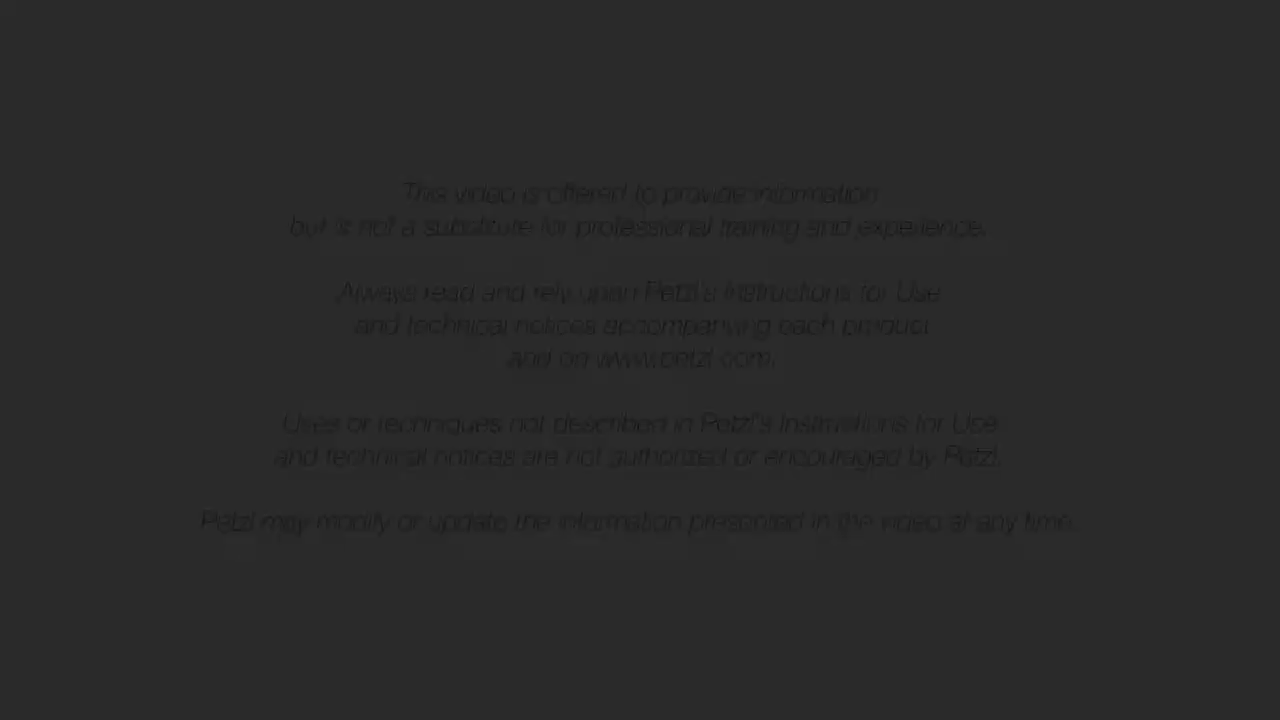 This video is offered to provide information
but is not a substitute for professional training and experience.
Always read and rely upon Petzl's Instructions for Use
and technical notices accompanying each product
and on www.petzl.com.
Uses or techniques not described in Petzl's Instructions for Use
and technical notices are not authorized or encouraged by Petzl.
Petzl may modify or update the information presented in the video at any time.